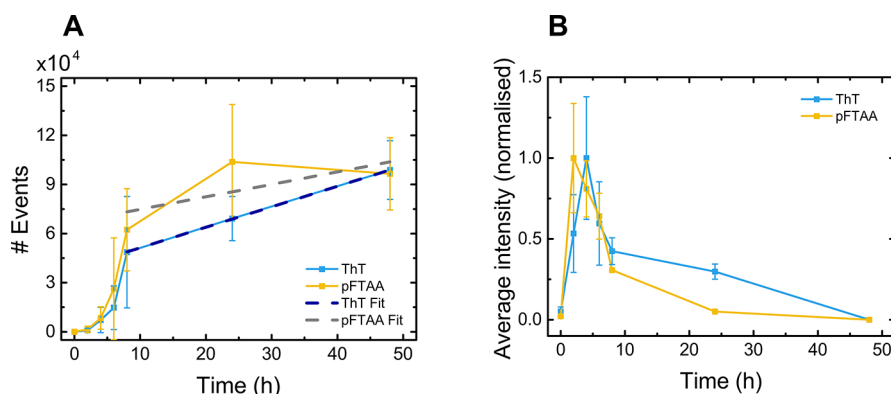 A
×10⁴
15
12
9
6
3
0
# Events
0 10 20 30 40 50
Time (h)
ThT
pFTAA
ThT Fit
pFTAA Fit
B
1.5
1.0
0.5
0.0
Average intensity (normalised)
0 10 20 30 40 50
Time (h)
ThT
pFTAA